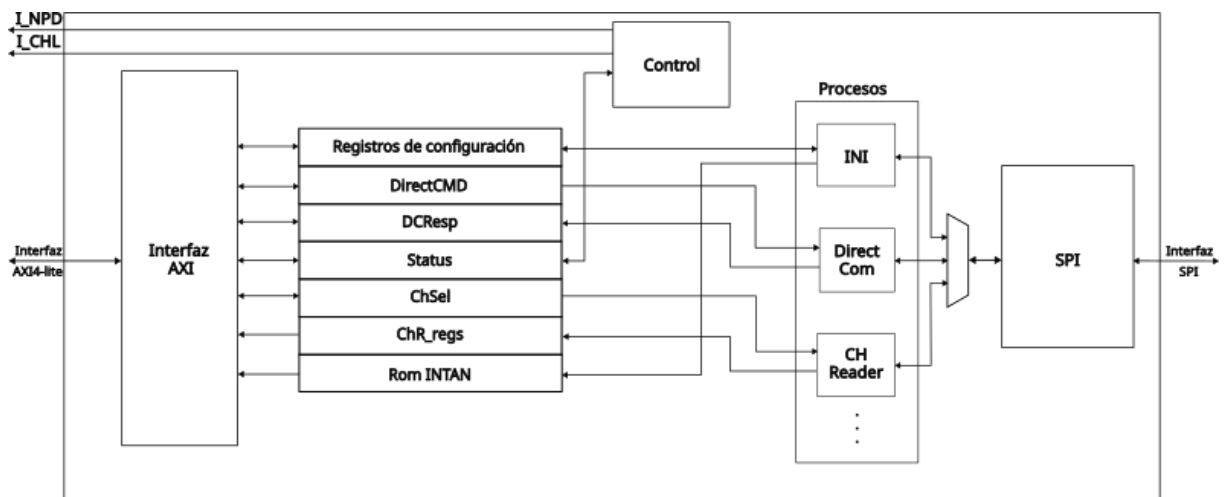 I_NPD
I_CHL
Control
Procesos
Registros de configuración
INI
DirectCMD
DCResp
Interfaz
AXI4-lite
Interfaz
AXI
Status
Direct
Com
SPI
Interfaz
SPI
ChSel
ChR_regs
CH
Reader
Rom INTAN